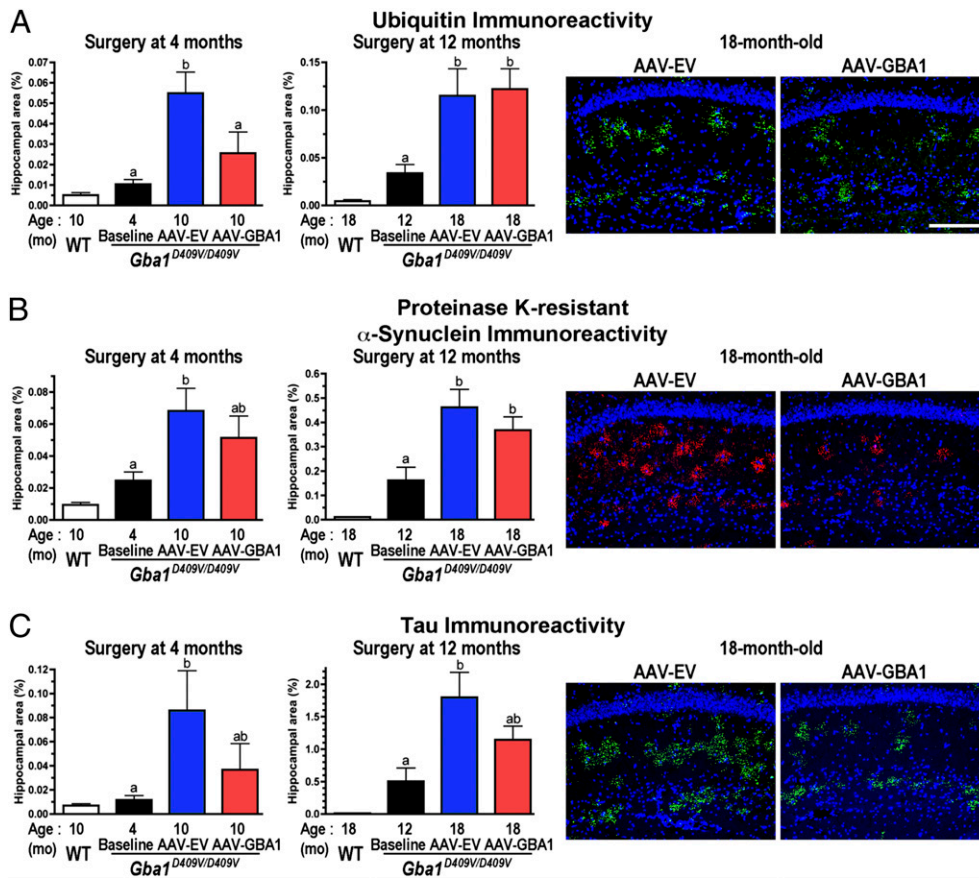 A
Ubiquitin Immunoreactivity
Surgery at 4 months
Hippocampal area (%)
0.07
0.06
0.05
0.04
0.03
0.02
0.01
0.00
a
b
a
Age : 10 4 10 10
(mo) WT Baseline AAV-EV AAV-GBA1
Gba1D409V/D409V
Surgery at 12 months
Hippocampal area (%)
0.15
0.10
0.05
0.00
a
b
b
Age : 18 12 18 18
(mo) WT Baseline AAV-EV AAV-GBA1
Gba1D409V/D409V
18-month-old
AAV-EV AAV-GBA1
B
Proteinase K-resistant
α-Synuclein Immunoreactivity
Surgery at 4 months
Hippocampal area (%)
0.08
0.06
0.04
0.02
0.00
a
b
ab
Age : 10 4 10 10
(mo) WT Baseline AAV-EV AAV-GBA1
Gba1D409V/D409V
Surgery at 12 months
Hippocampal area (%)
0.6
0.5
0.4
0.3
0.2
0.1
0.0
a
b
b
Age : 18 12 18 18
(mo) WT Baseline AAV-EV AAV-GBA1
Gba1D409V/D409V
18-month-old
AAV-EV AAV-GBA1
C
Tau Immunoreactivity
Surgery at 4 months
Hippocampal area (%)
0.12
0.10
0.08
0.06
0.04
0.02
0.00
a
b
ab
Age : 10 4 10 10
(mo) WT Baseline AAV-EV AAV-GBA1
Gba1D409V/D409V
Surgery at 12 months
Hippocampal area (%)
2.0
1.5
1.0
0.5
0.0
a
b
ab
Age : 18 12 18 18
(mo) WT Baseline AAV-EV AAV-GBA1
Gba1D409V/D409V
18-month-old
AAV-EV AAV-GBA1